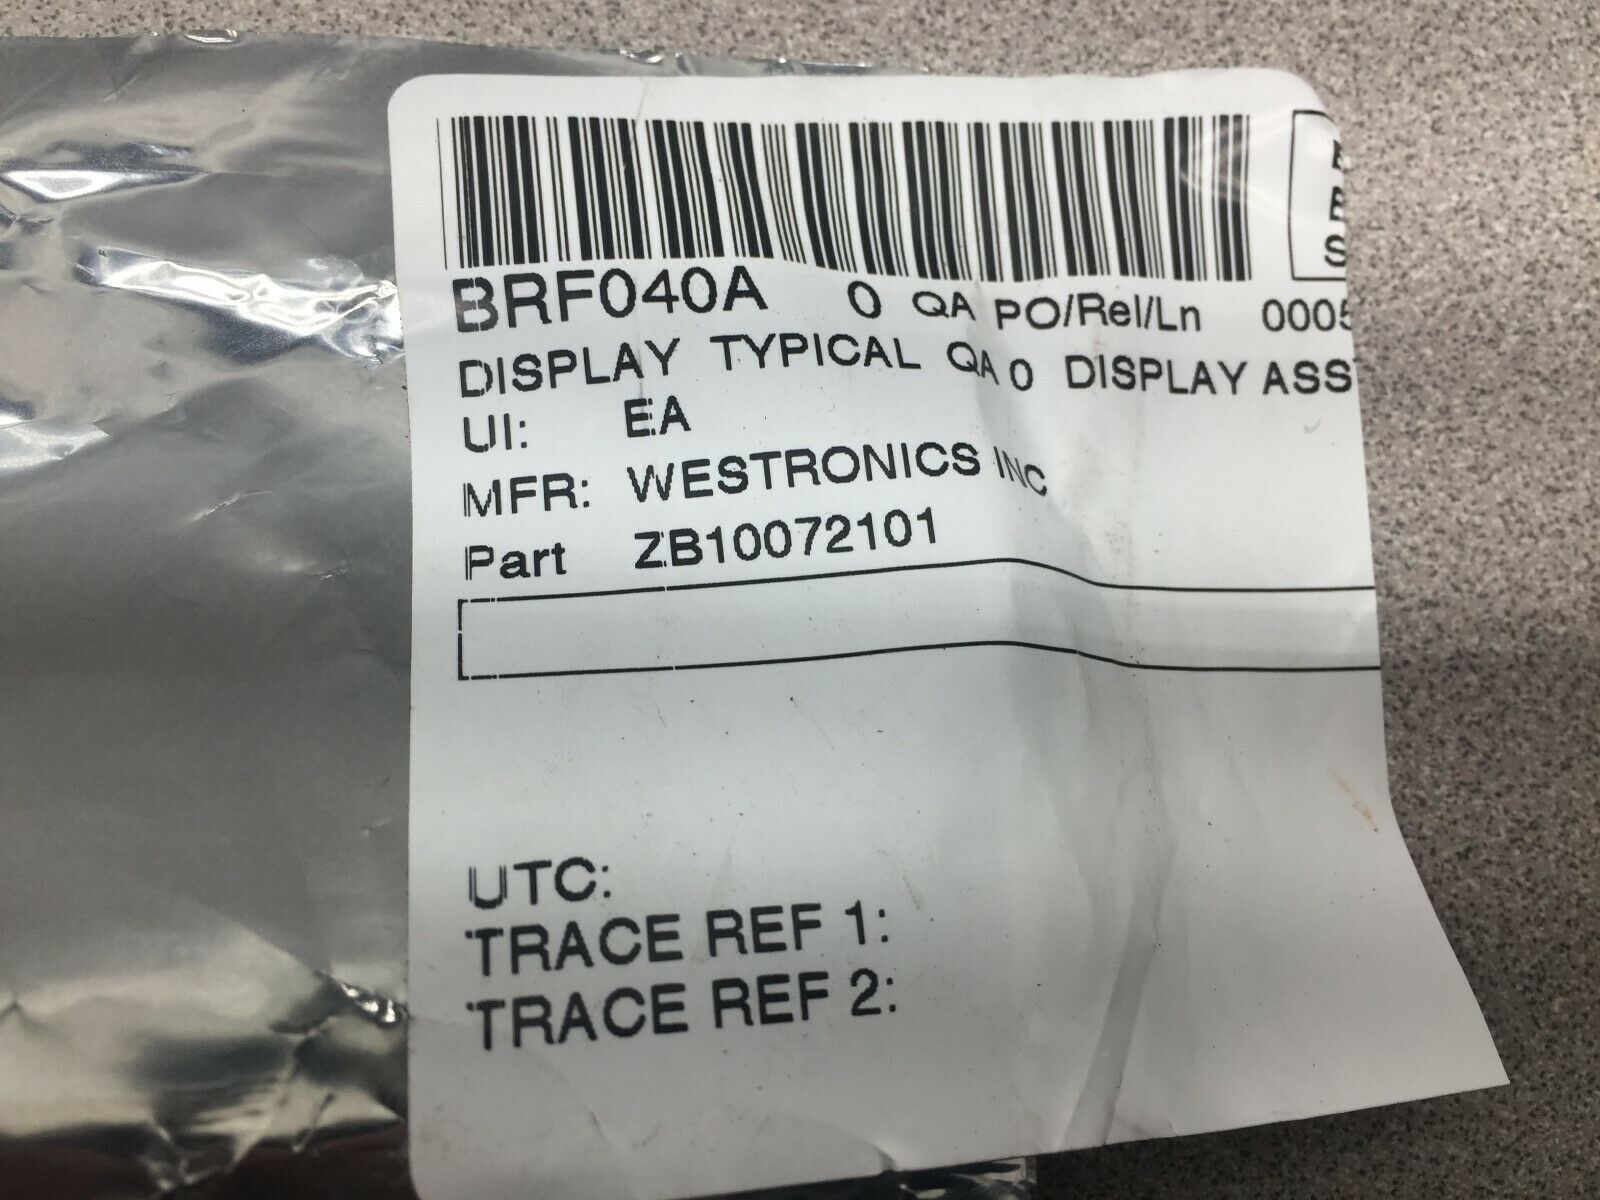 BRF040A 0 QA PO/Rel/Ln 0005
DISPLAY TYPICAL QA 0 DISPLAY ASS
UI: EA
MFR: WESTRONICS INC
Part ZB10072101
UTC:
TRACE REF 1:
TRACE REF 2: